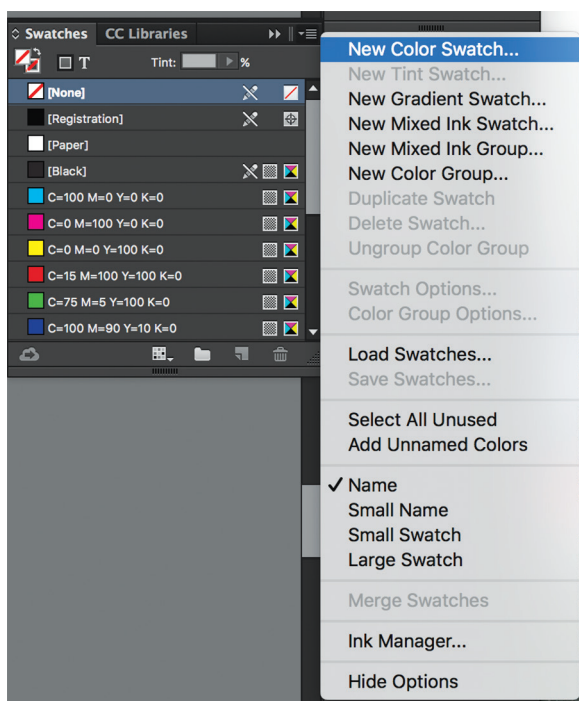 Swatches CC Libraries
T Tint: %
[None]
[Registration]
[Paper]
[Black]
C=100 M=0 Y=0 K=0
C=0 M=100 Y=0 K=0
C=0 M=0 Y=100 K=0
C=15 M=100 Y=100 K=0
C=75 M=5 Y=100 K=0
C=100 M=90 Y=10 K=0
New Color Swatch...
New Tint Swatch...
New Gradient Swatch...
New Mixed Ink Swatch...
New Mixed Ink Group...
New Color Group...
Duplicate Swatch
Delete Swatch...
Ungroup Color Group
Swatch Options...
Color Group Options...
Load Swatches...
Save Swatches...
Select All Unused
Add Unnamed Colors
Name
Small Name
Small Swatch
Large Swatch
Merge Swatches
Ink Manager...
Hide Options